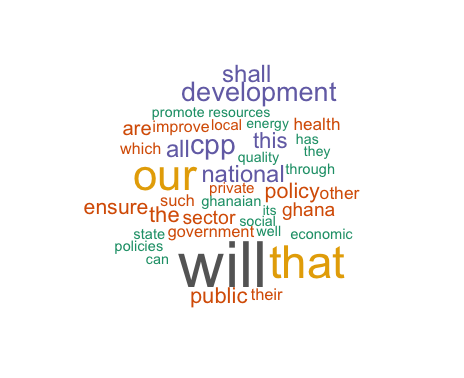 shall
development
promote resources
are improve local energy health
which all cpp this has
quality they
our national through
private policy other
ensure such ghanaian
the sector its ghana
social
state government well economic
policies
can will that
public their